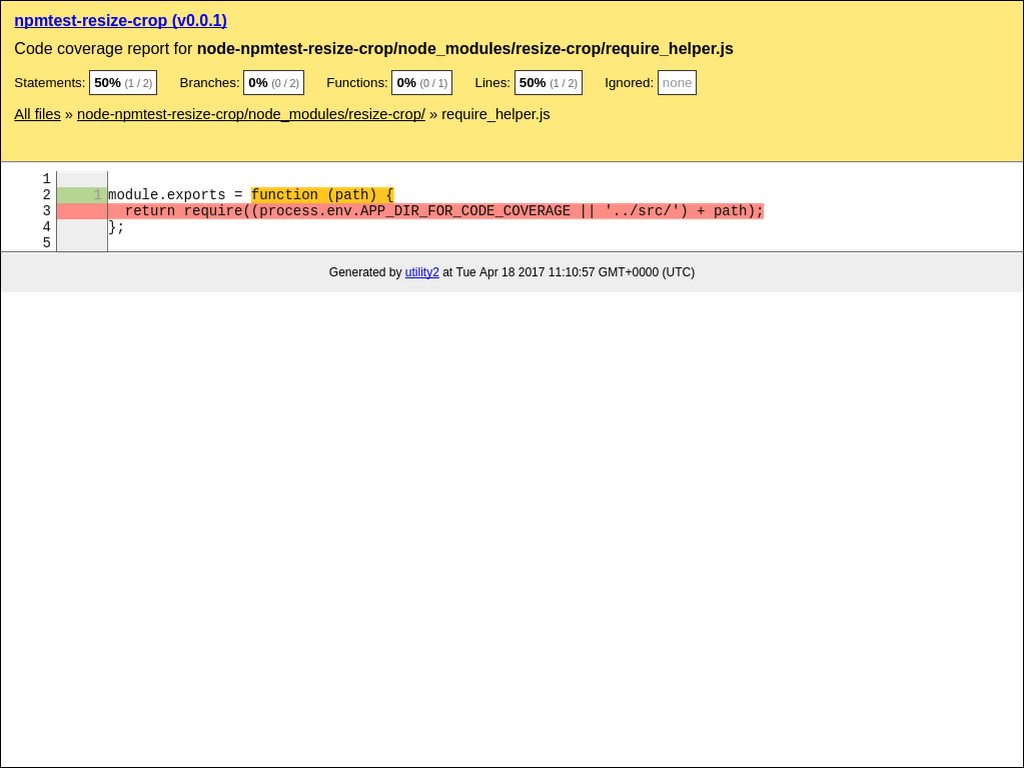 npmtest-resize-crop (v0.0.1)
Code coverage report for node-npmtest-resize-crop/node_modules/resize-crop/require_helper.js
Statements: 50% (1 / 2) Branches: 0% (0 / 2) Functions: 0% (0 / 1) Lines: 50% (1 / 2) Ignored: none
All files » node-npmtest-resize-crop/node_modules/resize-crop/ » require_helper.js
1
2 1 module.exports = function (path) {
3   return require((process.env.APP_DIR_FOR_CODE_COVERAGE || '../src/') + path);
4 };
5
Generated by utility2 at Tue Apr 18 2017 11:10:57 GMT+0000 (UTC)